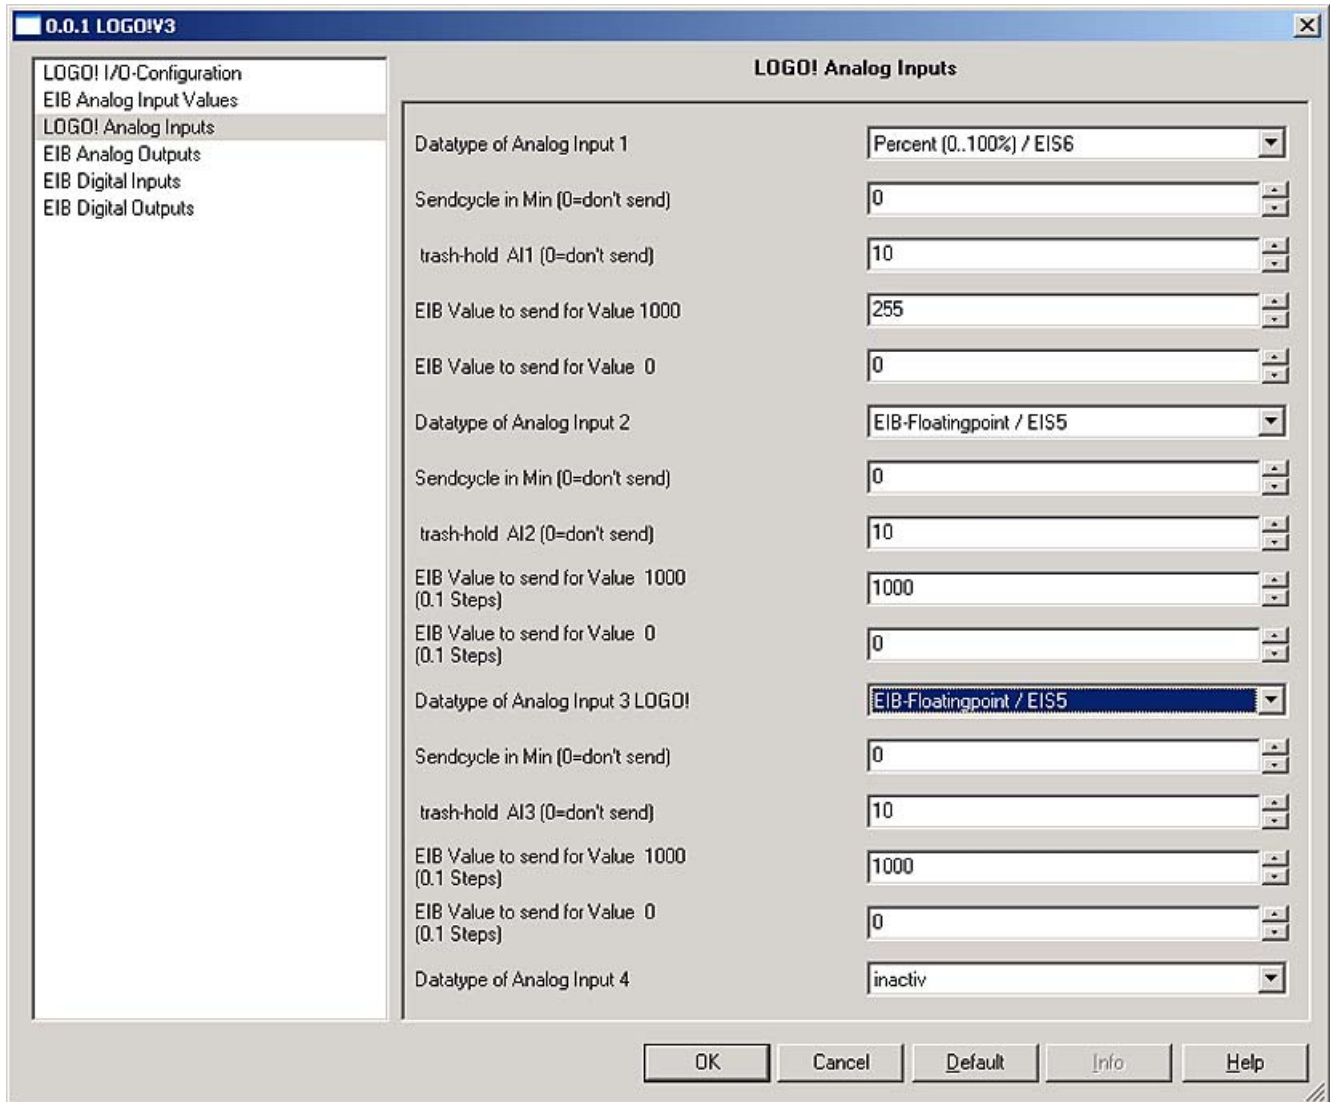 0.0.1 LOGO!V3
LOGO! I/O-Configuration
EIB Analog Input Values
LOGO! Analog Inputs
EIB Analog Outputs
EIB Digital Inputs
EIB Digital Outputs
LOGO! Analog Inputs
Datatype of Analog Input 1 Percent (0..100%) / EIS6
Sendcycle in Min (0=don't send) 0
trash-hold AI1 (0=don't send) 10
EIB Value to send for Value 1000 255
EIB Value to send for Value 0 0
Datatype of Analog Input 2 EIB-Floatingpoint / EIS5
Sendcycle in Min (0=don't send) 0
trash-hold AI2 (0=don't send) 10
EIB Value to send for Value 1000
(0.1 Steps) 1000
EIB Value to send for Value 0
(0.1 Steps) 0
Datatype of Analog Input 3 LOGO! EIB-Floatingpoint / EIS5
Sendcycle in Min (0=don't send) 0
trash-hold AI3 (0=don't send) 10
EIB Value to send for Value 1000
(0.1 Steps) 1000
EIB Value to send for Value 0
(0.1 Steps) 0
Datatype of Analog Input 4 inactiv
OK Cancel Default Info Help